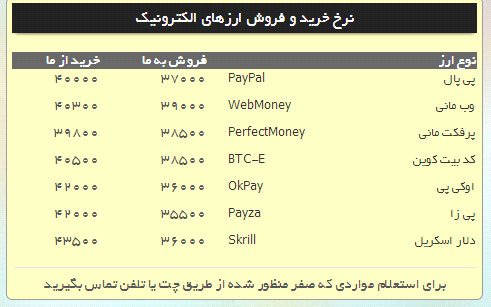 نرخ خرید و فروش ارزهای الکترونیک
نوع ارز فروش به ما خرید از ما
پی پال PayPal ۳۷۰۰۰ ۴۰۰۰۰
وب مانی WebMoney ۳۹۰۰۰ ۴۰۳۰۰
پرفکت مانی PerfectMoney ۳۸۵۰۰ ۳۹۸۰۰
کد بیت کوین BTC-E ۳۸۵۰۰ ۴۰۵۰۰
اوکی پی OkPay ۳۶۰۰۰ ۴۲۰۰۰
پی زا Payza ۳۵۵۰۰ ۴۲۰۰۰
دلار اسکریل Skrill ۳۶۰۰۰ ۴۳۵۰۰
برای استعلام مواردی که صفر منظور شده از طریق چت یا تلفن تماس بگیرید